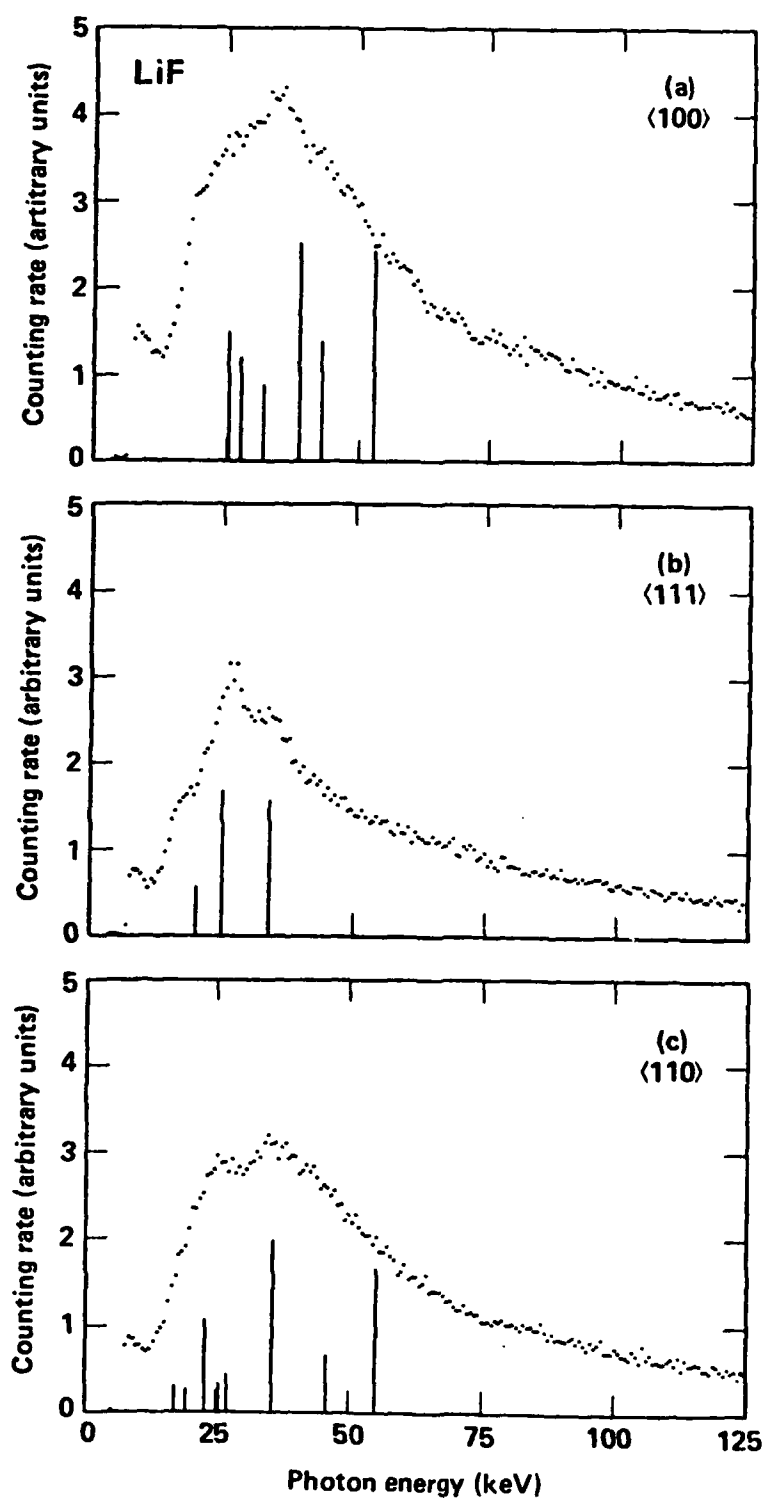 LiF
(a)
⟨100⟩
Counting rate (artitrary units)
5
4
3
2
1
0
(b)
⟨111⟩
Counting rate (arbitrary units)
5
4
3
2
1
0
(c)
⟨110⟩
Counting rate (arbitrary units)
5
4
3
2
1
0
0 25 50 75 100 125
Photon energy (keV)